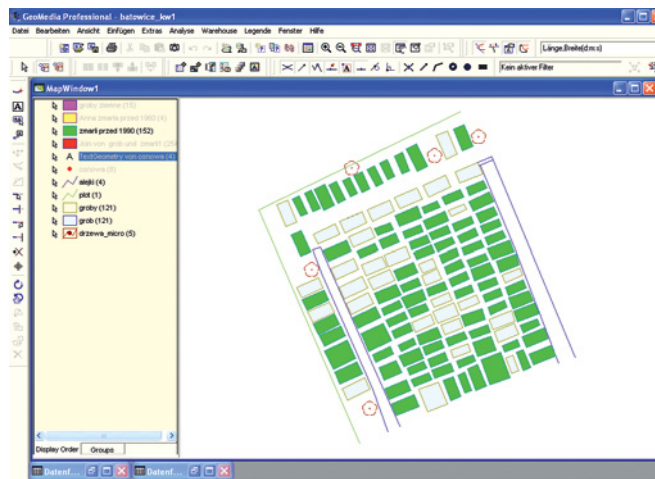 GeoMedia Professional - batowice_kw1
Datei Bearbeiten Ansicht Einfügen Extras Analyse Warehouse Legende Fenster Hilfe
Länge,Breite(d:m:s)
Kein aktiver Filter
MapWindow1
groby ziemne (15)
Anna zmarła przed 1980 (4)
zmarli przed 1990 (152)
TextGeometry von osnowa (4)
osnowa (8)
alejki (4)
plot (1)
groby (121)
grob (121)
drzewa_micro (5)
Display Order Groups
Datenf... Datenf...